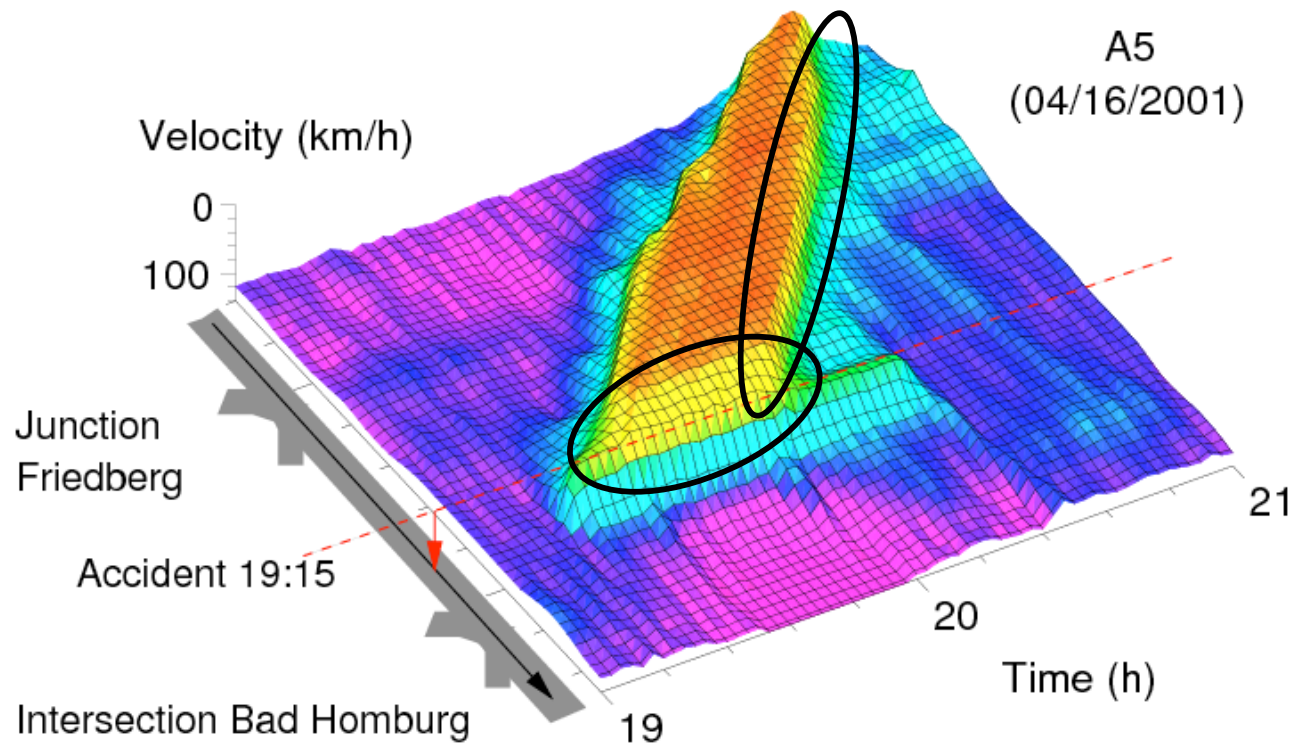 A5
(04/16/2001)
Velocity (km/h)
0
100
Junction
Friedberg
Accident 19:15
Intersection Bad Homburg
19
20
21
Time (h)